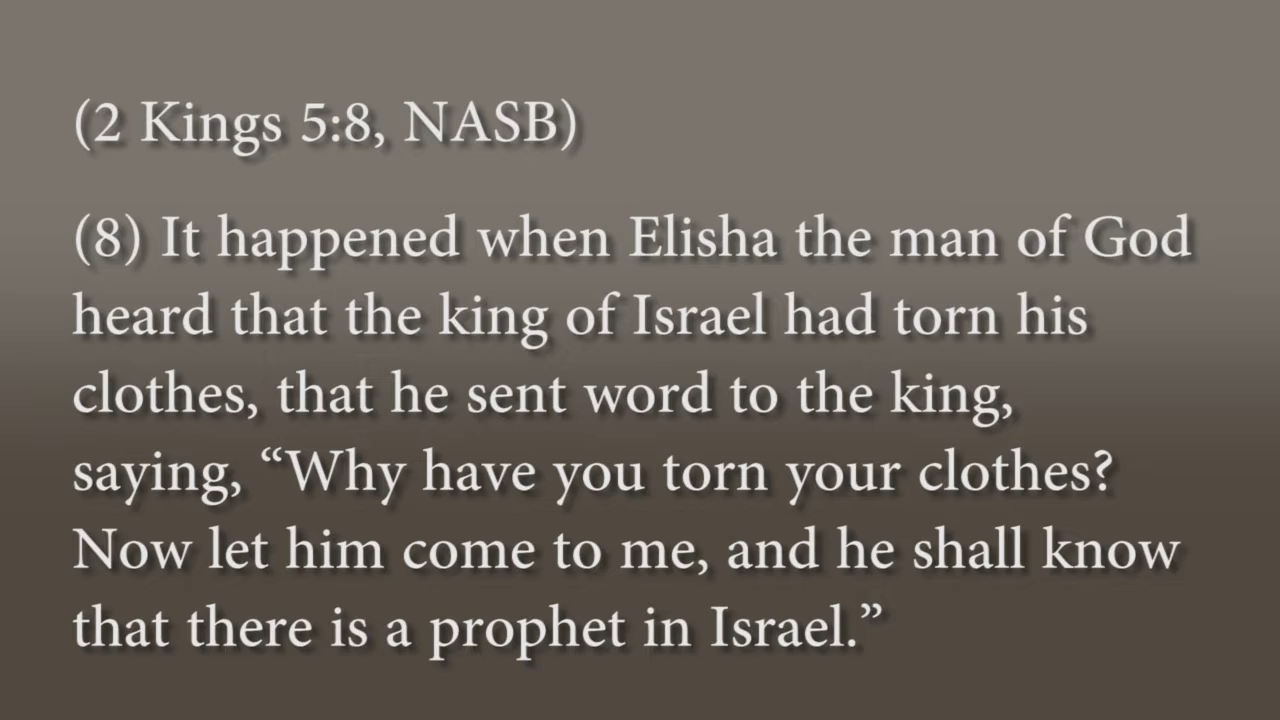 (2 Kings 5:8, NASB)
(8) It happened when Elisha the man of God
heard that the king of Israel had torn his
clothes, that he sent word to the king,
saying, “Why have you torn your clothes?
Now let him come to me, and he shall know
that there is a prophet in Israel.”